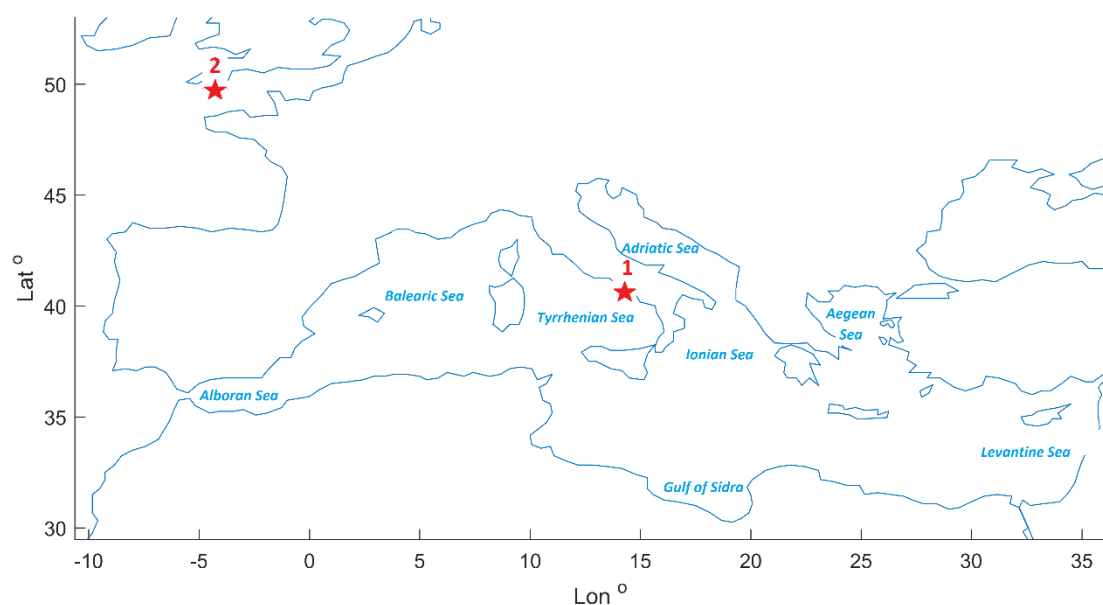 2
50
45
Adriatic Sea
1
Lat o
Balearic Sea
40
Tyrrhenian Sea
Aegean
Sea
Ionian Sea
Alboran Sea
35
Levantine Sea
Gulf of Sidra
30
-10 -5 0 5 10 15 20 25 30 35
Lon o